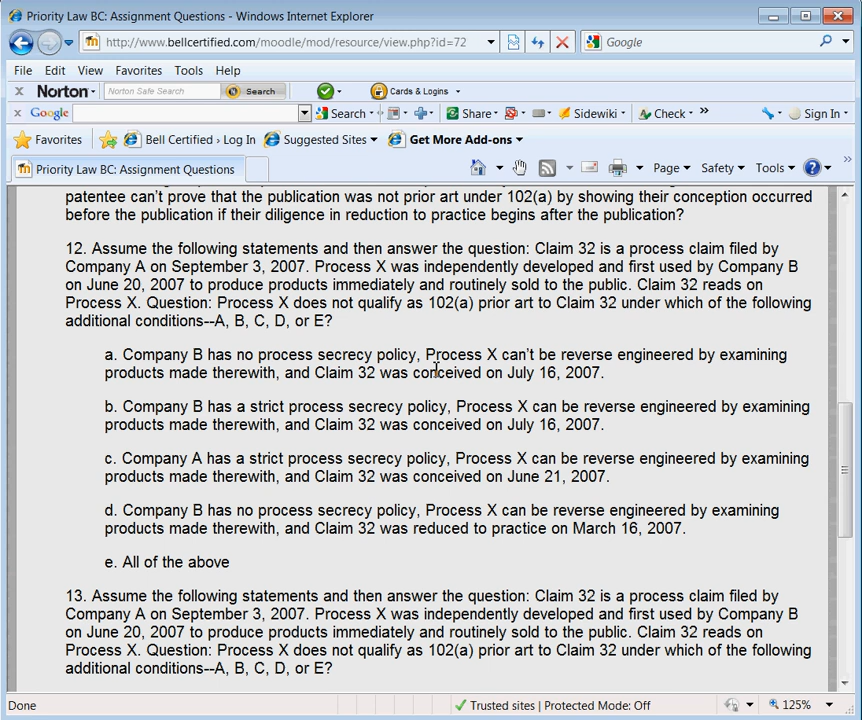 Priority Law BC: Assignment Questions - Windows Internet Explorer
http://www.bellcertified.com/moodle/mod/resource/view.php?id=72
Google
File Edit View Favorites Tools Help
x Norton Norton Safe Search Search Cards & Logins
x Google Search Share Sidewiki Check » Sign In
Favorites Bell Certified › Log In Suggested Sites Get More Add-ons
Priority Law BC: Assignment Questions Page Safety Tools »
patentee can't prove that the publication was not prior art under 102(a) by showing their conception occurred
before the publication if their diligence in reduction to practice begins after the publication?
12. Assume the following statements and then answer the question: Claim 32 is a process claim filed by
Company A on September 3, 2007. Process X was independently developed and first used by Company B
on June 20, 2007 to produce products immediately and routinely sold to the public. Claim 32 reads on
Process X. Question: Process X does not qualify as 102(a) prior art to Claim 32 under which of the following
additional conditions--A, B, C, D, or E?
a. Company B has no process secrecy policy, Process X can't be reverse engineered by examining
products made therewith, and Claim 32 was conceived on July 16, 2007.
b. Company B has a strict process secrecy policy, Process X can be reverse engineered by examining
products made therewith, and Claim 32 was conceived on July 16, 2007.
c. Company A has a strict process secrecy policy, Process X can be reverse engineered by examining
products made therewith, and Claim 32 was conceived on June 21, 2007.
d. Company B has no process secrecy policy, Process X can be reverse engineered by examining
products made therewith, and Claim 32 was reduced to practice on March 16, 2007.
e. All of the above
13. Assume the following statements and then answer the question: Claim 32 is a process claim filed by
Company A on September 3, 2007. Process X was independently developed and first used by Company B
on June 20, 2007 to produce products immediately and routinely sold to the public. Claim 32 reads on
Process X. Question: Process X does not qualify as 102(a) prior art to Claim 32 under which of the following
additional conditions--A, B, C, D, or E?
Done Trusted sites | Protected Mode: Off 125%